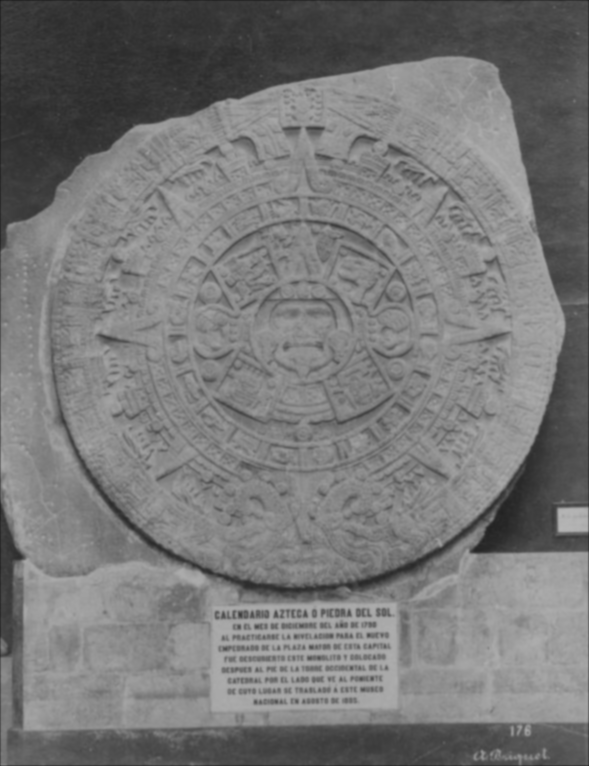 CALENDARIO AZTECA O PIEDRA DEL SOL.
EN EL MES DE DICIEMBRE DEL AÑO DE 1790
AL PRACTICARSE LA NIVELACION PARA EL NUEVO
EMPEDRADO DE LA PLAZA MAYOR DE ESTA CAPITAL
FUÉ DESCUBIERTO ESTE MONOLITO Y COLOCADO
DESPUES AL PIE DE LA TORRE OCCIDENTAL DE LA
CATEDRAL POR EL LADO QUE VE AL PONIENTE
DE CUYO LUGAR SE TRASLADÓ A ESTE MUSEO
NACIONAL EN AGOSTO DE 1885.
176
A. Briquet.